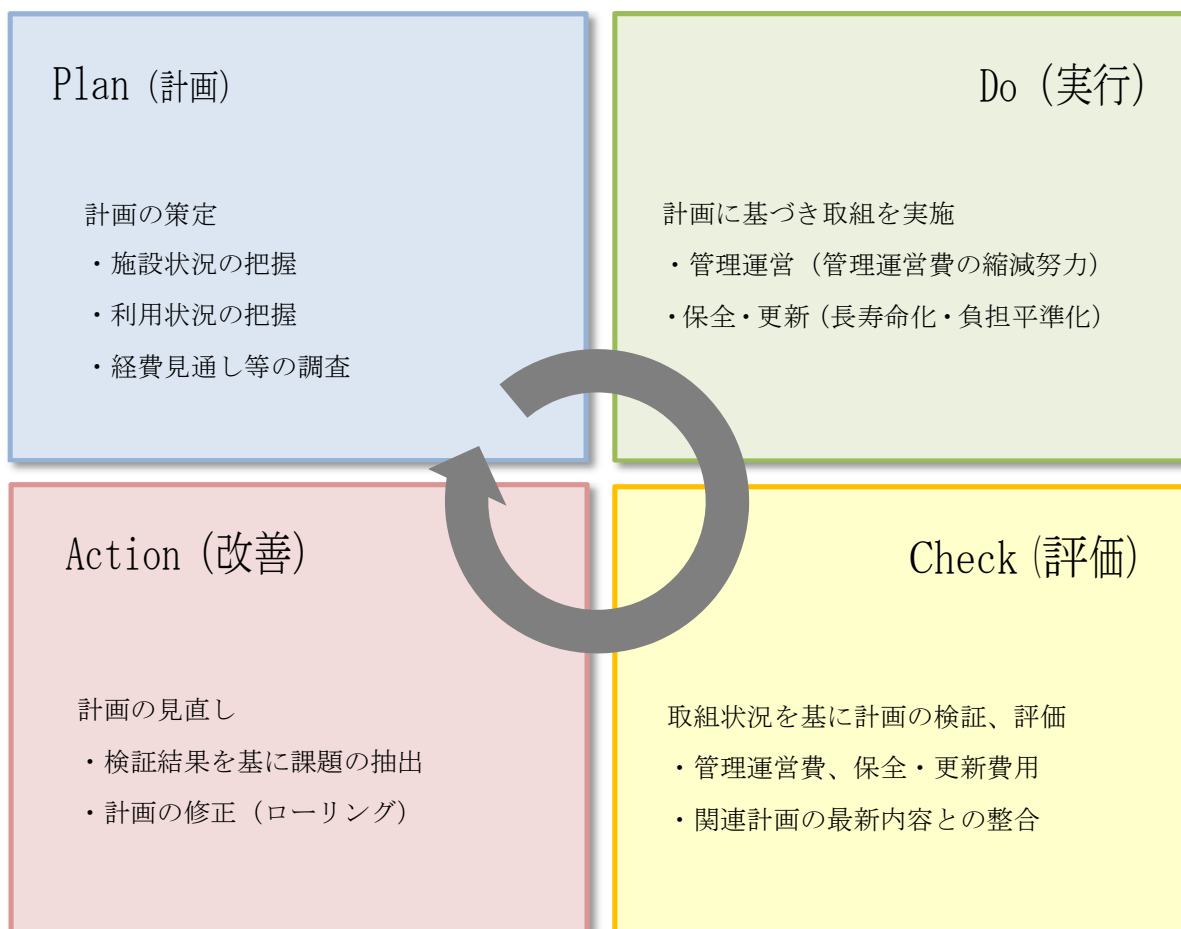 Plan（計画）
計画の策定
・施設状況の把握
・利用状況の把握
・経費見通し等の調査
Do（実行）
計画に基づき取組を実施
・管理運営（管理運営費の縮減努力）
・保全・更新（長寿命化・負担平準化）
Action（改善）
計画の見直し
・検証結果を基に課題の抽出
・計画の修正（ローリング）
Check（評価）
取組状況を基に計画の検証、評価
・管理運営費、保全・更新費用
・関連計画の最新内容との整合